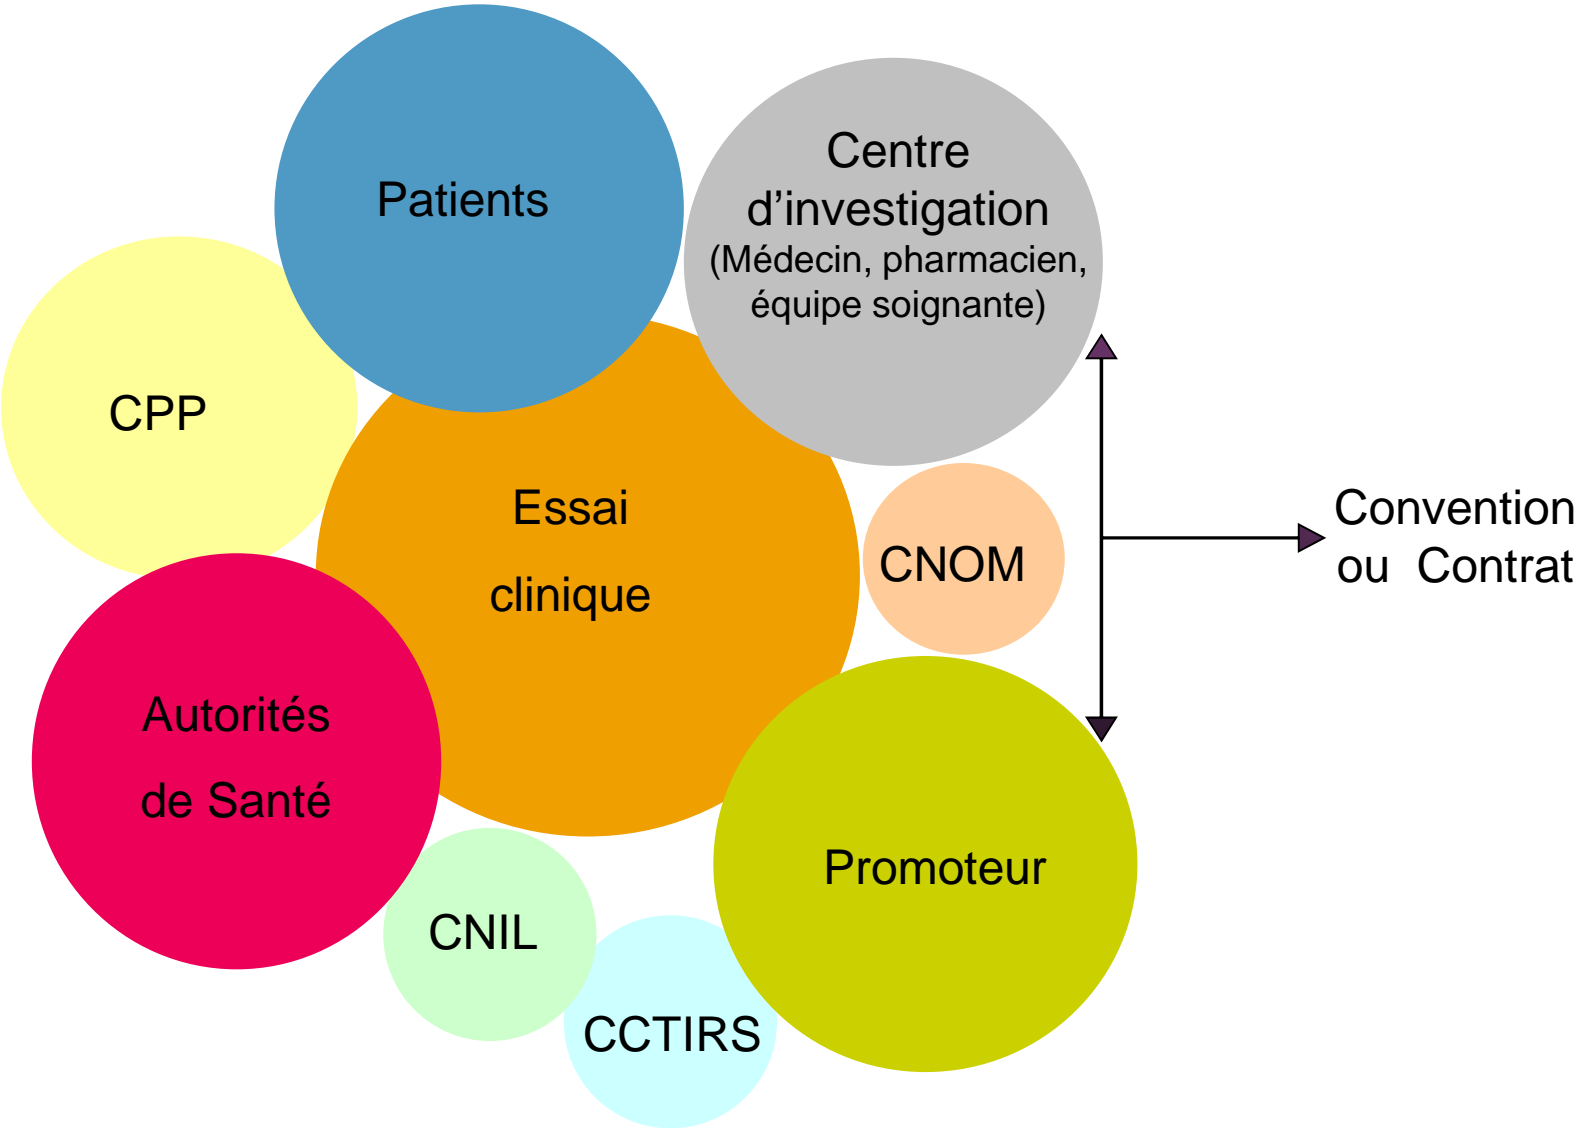 Patients
Centre
d’investigation
(Médecin, pharmacien,
équipe soignante)
CPP
Essai
clinique
CNOM
Convention
ou Contrat
Autorités
de Santé
Promoteur
CNIL
CCTIRS